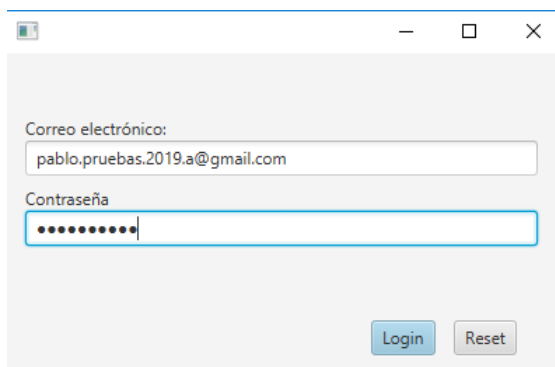 Correo electrónico:
pablo.pruebas.2019.a@gmail.com
Contraseña
●●●●●●●●●●
Login Reset